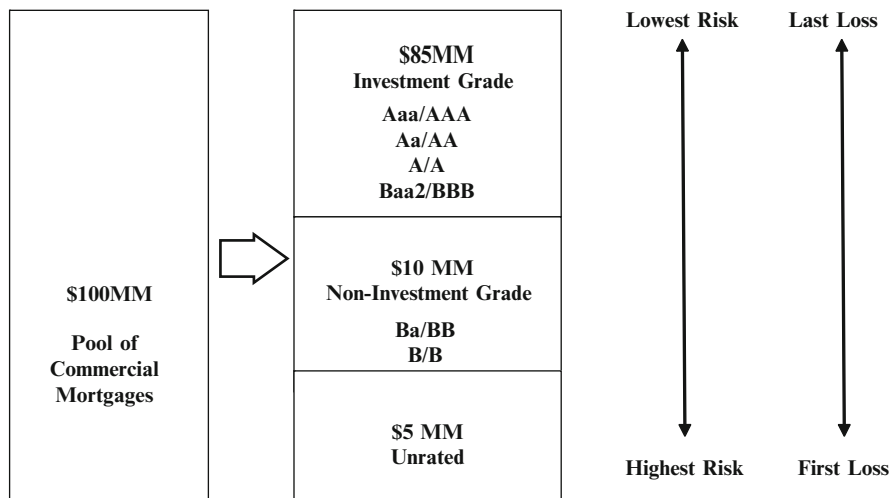 $100MM
Pool of
Commercial
Mortgages
$85MM
Investment Grade
Aaa/AAA
Aa/AA
A/A
Baa2/BBB
$10 MM
Non-Investment Grade
Ba/BB
B/B
$5 MM
Unrated
Lowest Risk
Highest Risk
Last Loss
First Loss